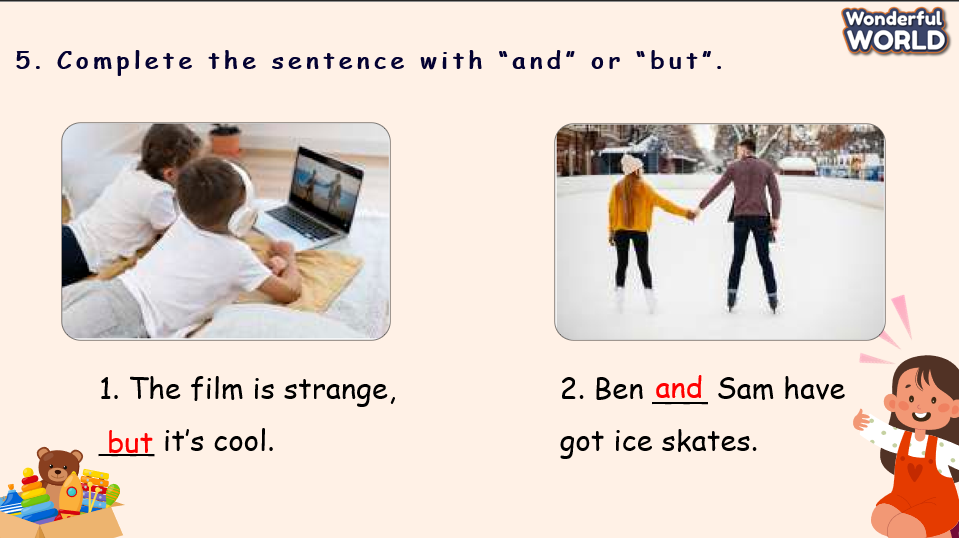 Wonderful
WORLD
5. Complete the sentence with “and” or “but”.
1. The film is strange,
but it’s cool.
2. Ben and Sam have
got ice skates.